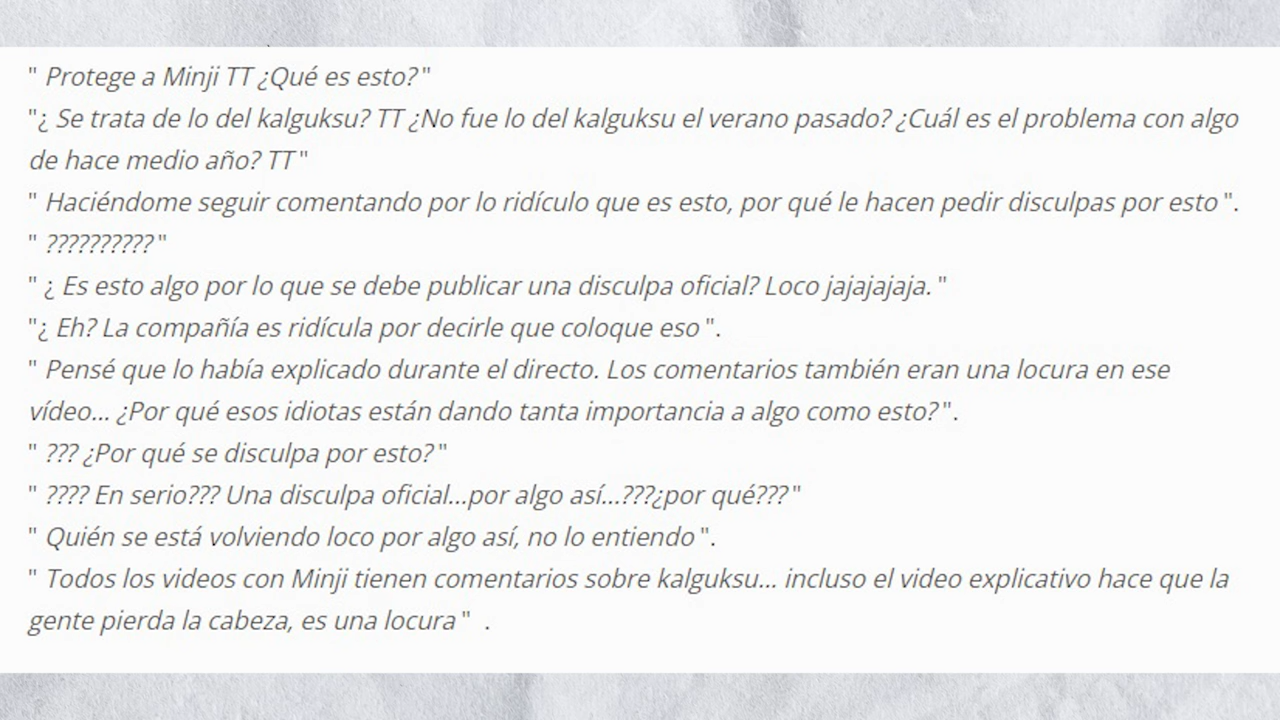 " Protege a Minji TT ¿Qué es esto? "
"¿ Se trata de lo del kalguksu? TT ¿No fue lo del kalguksu el verano pasado? ¿Cuál es el problema con algo
de hace medio año? TT "
" Haciéndome seguir comentando por lo ridículo que es esto, por qué le hacen pedir disculpas por esto ".
" ?????????? "
" ¿ Es esto algo por lo que se debe publicar una disculpa oficial? Loco jajajajaja. "
"¿ Eh? La compañía es ridícula por decirle que coloque eso ".
" Pensé que lo había explicado durante el directo. Los comentarios también eran una locura en ese
vídeo... ¿Por qué esos idiotas están dando tanta importancia a algo como esto? ".
" ??? ¿Por qué se disculpa por esto? "
" ???? En serio??? Una disculpa oficial...por algo así...???¿por qué??? "
" Quién se está volviendo loco por algo así, no lo entiendo ".
" Todos los videos con Minji tienen comentarios sobre kalguksu... incluso el video explicativo hace que la
gente pierda la cabeza, es una locura " .